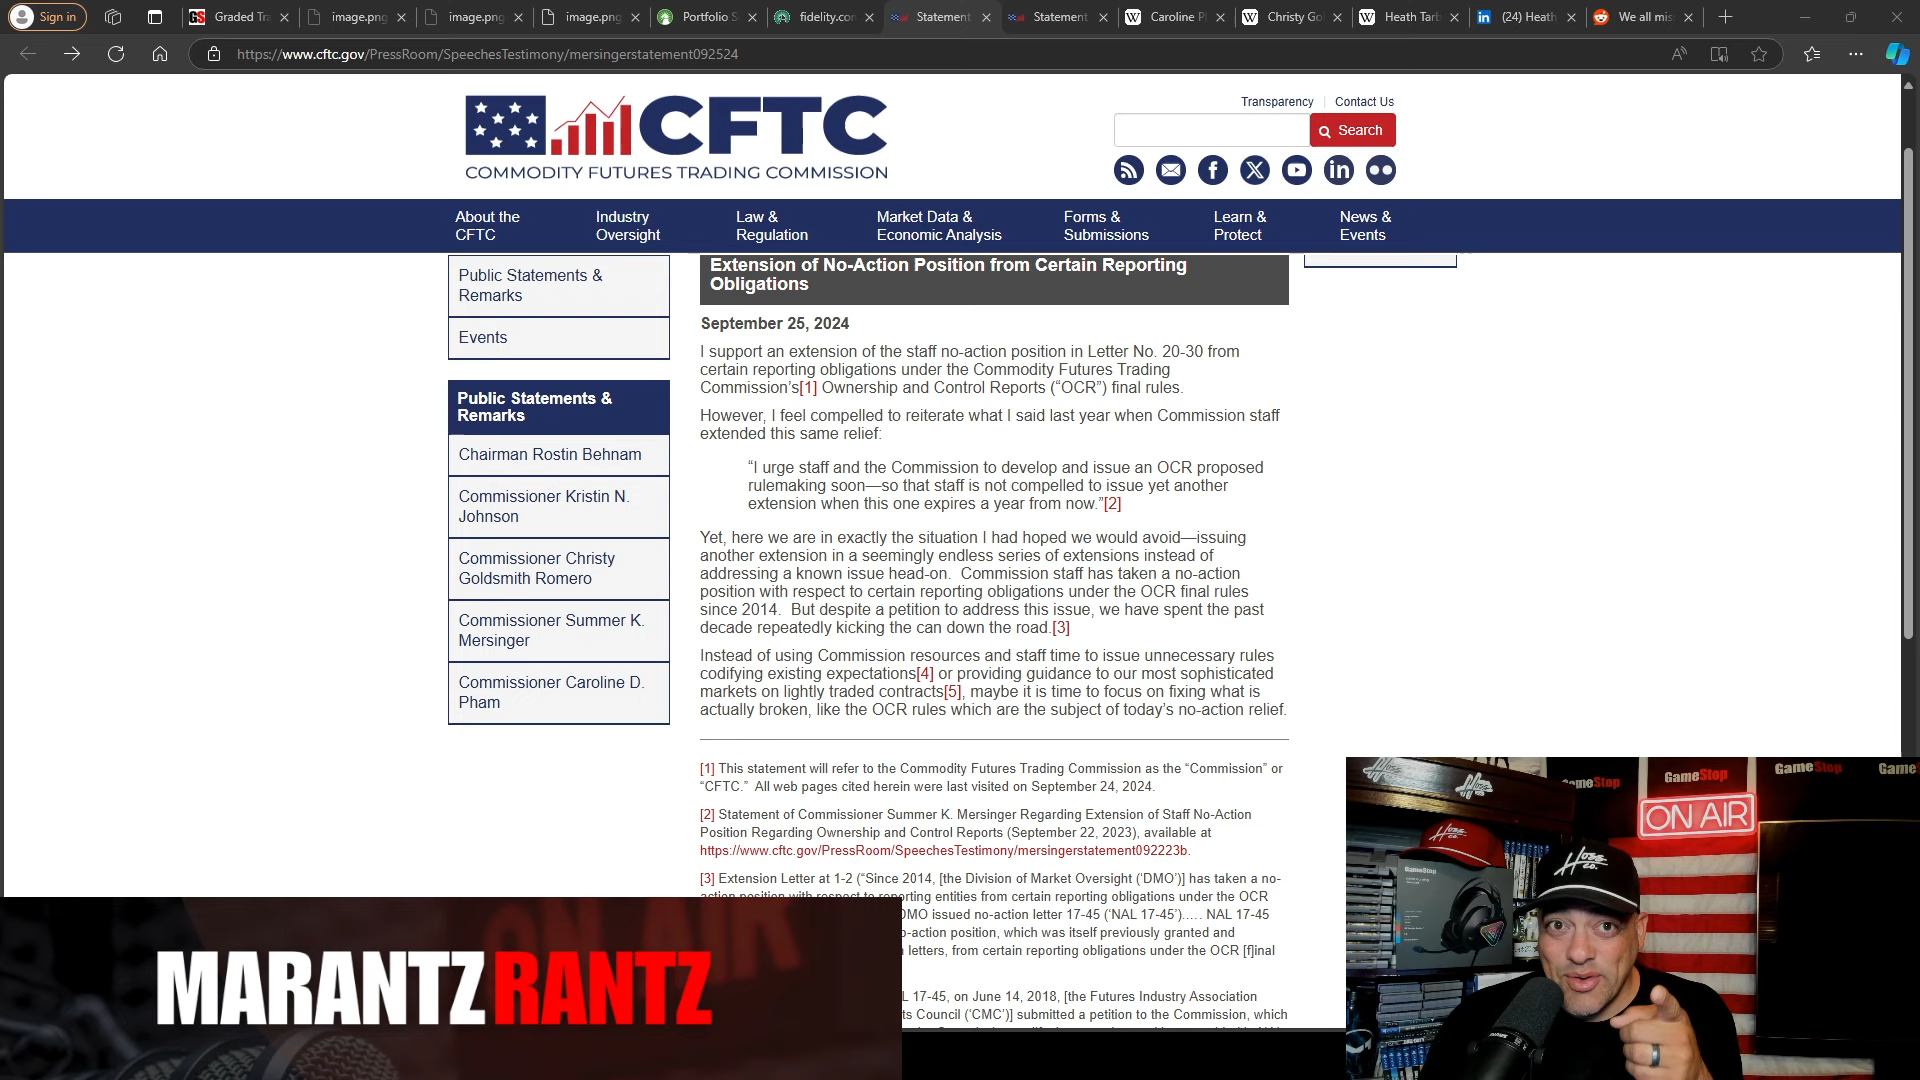 Sign in
Graded Tra
image.png
image.png
image.png
Portfolio S
fidelity.con
Statement
Statement
Caroline P
Christy Go
Heath Tarb
(24) Heath
We all mis
https://www.cftc.gov/PressRoom/SpeechesTestimony/mersingerstatement092524
CFTC
COMMODITY FUTURES TRADING COMMISSION
Transparency
Contact Us
Search
About the
CFTC
Industry
Oversight
Law &
Regulation
Market Data &
Economic Analysis
Forms &
Submissions
Learn &
Protect
News &
Events
Public Statements &
Remarks
Events
Public Statements &
Remarks
Chairman Rostin Behnam
Commissioner Kristin N.
Johnson
Commissioner Christy
Goldsmith Romero
Commissioner Summer K.
Mersinger
Commissioner Caroline D.
Pham
Extension of No-Action Position from Certain Reporting
Obligations
September 25, 2024
I support an extension of the staff no-action position in Letter No. 20-30 from
certain reporting obligations under the Commodity Futures Trading
Commission’s[1] Ownership and Control Reports (“OCR”) final rules.
However, I feel compelled to reiterate what I said last year when Commission staff
extended this same relief:
“I urge staff and the Commission to develop and issue an OCR proposed
rulemaking soon—so that staff is not compelled to issue yet another
extension when this one expires a year from now.”[2]
Yet, here we are in exactly the situation I had hoped we would avoid—issuing
another extension in a seemingly endless series of extensions instead of
addressing a known issue head-on.  Commission staff has taken a no-action
position with respect to certain reporting obligations under the OCR final rules
since 2014.  But despite a petition to address this issue, we have spent the past
decade repeatedly kicking the can down the road.[3]
Instead of using Commission resources and staff time to issue unnecessary rules
codifying existing expectations[4] or providing guidance to our most sophisticated
markets on lightly traded contracts[5], maybe it is time to focus on fixing what is
actually broken, like the OCR rules which are the subject of today’s no-action relief.
[1] This statement will refer to the Commodity Futures Trading Commission as the “Commission” or
“CFTC.”  All web pages cited herein were last visited on September 24, 2024.
[2] Statement of Commissioner Summer K. Mersinger Regarding Extension of Staff No-Action
Position Regarding Ownership and Control Reports (September 22, 2023), available at
https://www.cftc.gov/PressRoom/SpeechesTestimony/mersingerstatement092223b.
[3] Extension Letter at 1-2 (“Since 2014, [the Division of Market Oversight (‘DMO’)] has taken a no-
action position with respect to reporting entities from certain reporting obligations under the OCR
DMO issued no-action letter 17-45 (‘NAL 17-45’)..... NAL 17-45
o-action position, which was itself previously granted and
letters, from certain reporting obligations under the OCR [f]inal
L 17-45, on June 14, 2018, [the Futures Industry Association
ts Council (‘CMC’)] submitted a petition to the Commission, which
MARANTZ RANTZ
GameStop
GameStop
ON AIR
Hoss
CO.
Hoss
CO.
GameStop